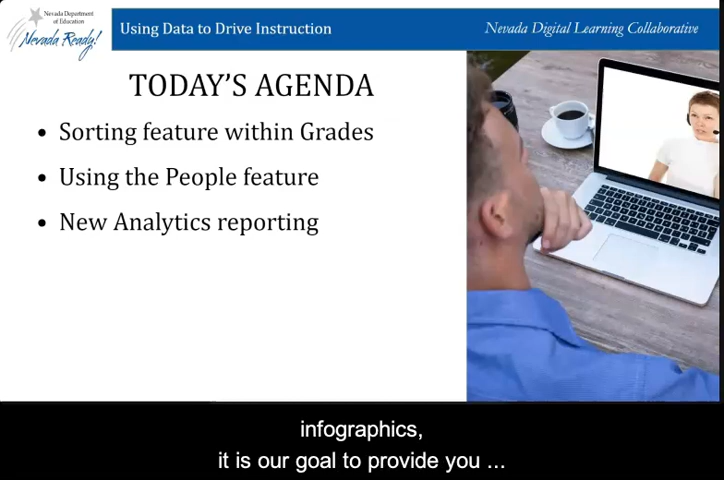 Nevada Department
of Education
Nevada Ready!
Using Data to Drive Instruction
Nevada Digital Learning Collaborative
TODAY'S AGENDA
• Sorting feature within Grades
• Using the People feature
• New Analytics reporting
infographics,
it is our goal to provide you ...